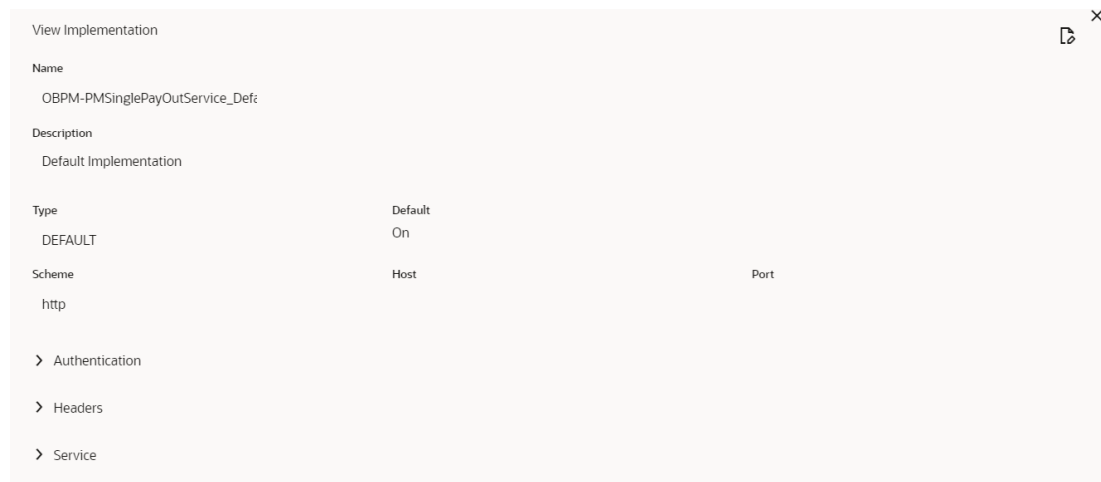 View Implementation
Name
OBPM-PMSinglePayOutService_Defa
Description
Default Implementation
Type
Default
DEFAULT
On
Scheme
Host
Port
http
Authentication
Headers
Service